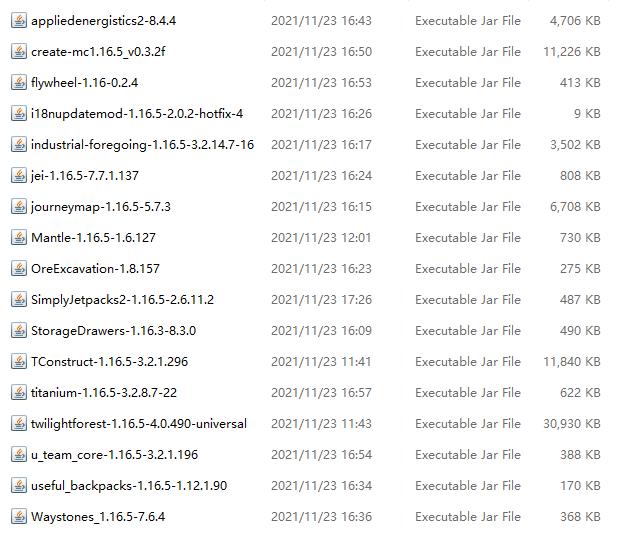 appliedenergistics2-8.4.4 2021/11/23 16:43 Executable Jar File 4,706 KB
create-mc1.16.5_v0.3.2f 2021/11/23 16:50 Executable Jar File 11,226 KB
flywheel-1.16-0.2.4 2021/11/23 16:53 Executable Jar File 413 KB
i18nupdatemod-1.16.5-2.0.2-hotfix-4 2021/11/23 16:26 Executable Jar File 9 KB
industrial-foregoing-1.16.5-3.2.14.7-16 2021/11/23 16:17 Executable Jar File 3,502 KB
jei-1.16.5-7.7.1.137 2021/11/23 16:24 Executable Jar File 808 KB
journeymap-1.16.5-5.7.3 2021/11/23 16:15 Executable Jar File 6,708 KB
Mantle-1.16.5-1.6.127 2021/11/23 12:01 Executable Jar File 730 KB
OreExcavation-1.8.157 2021/11/23 16:23 Executable Jar File 275 KB
SimplyJetpacks2-1.16.5-2.6.11.2 2021/11/23 17:26 Executable Jar File 487 KB
StorageDrawers-1.16.3-8.3.0 2021/11/23 16:09 Executable Jar File 490 KB
TConstruct-1.16.5-3.2.1.296 2021/11/23 11:41 Executable Jar File 11,840 KB
titanium-1.16.5-3.2.8.7-22 2021/11/23 16:57 Executable Jar File 622 KB
twilightforest-1.16.5-4.0.490-universal 2021/11/23 11:43 Executable Jar File 30,930 KB
u_team_core-1.16.5-3.2.1.196 2021/11/23 16:54 Executable Jar File 388 KB
useful_backpacks-1.16.5-1.12.1.90 2021/11/23 16:34 Executable Jar File 170 KB
Waystones_1.16.5-7.6.4 2021/11/23 16:36 Executable Jar File 368 KB